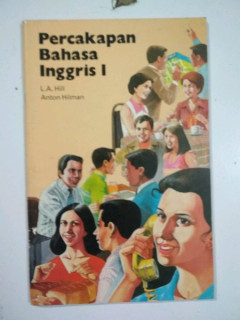 Percakapan
Bahasa
Inggris I
L.A. Hill
Anton Hilman